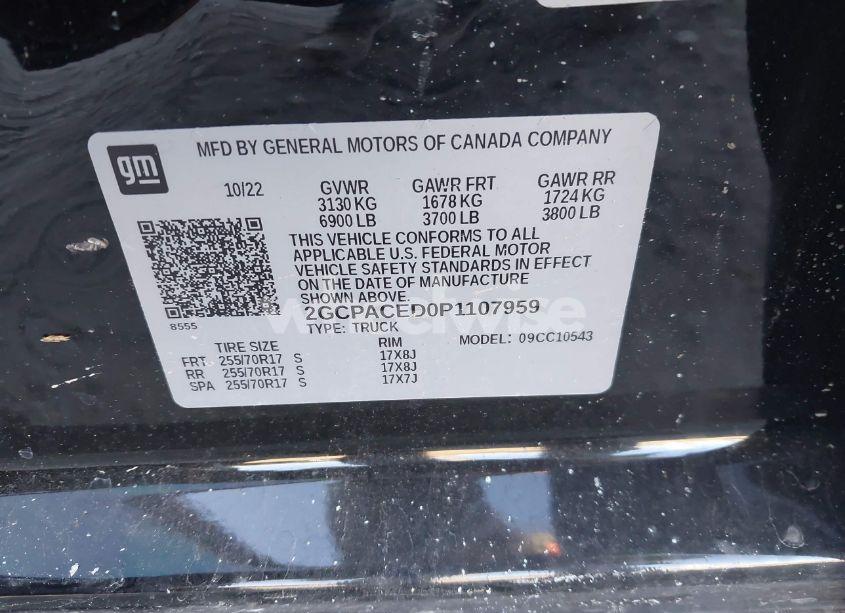 gm
MFD BY GENERAL MOTORS OF CANADA COMPANY
10/22 GVWR GAWR FRT GAWR RR
3130 KG 1678 KG 1724 KG
6900 LB 3700 LB 3800 LB
THIS VEHICLE CONFORMS TO ALL
APPLICABLE U.S. FEDERAL MOTOR
VEHICLE SAFETY STANDARDS IN EFFECT
ON THE DATE OF MANUFACTURE
SHOWN ABOVE.
8555
2GCPACED0P1107959
TYPE: TRUCK MODEL: 09CC10543
TIRE SIZE RIM
FRT 255/70R17 S 17X8J
RR 255/70R17 S 17X8J
SPA 255/70R17 S 17X7J